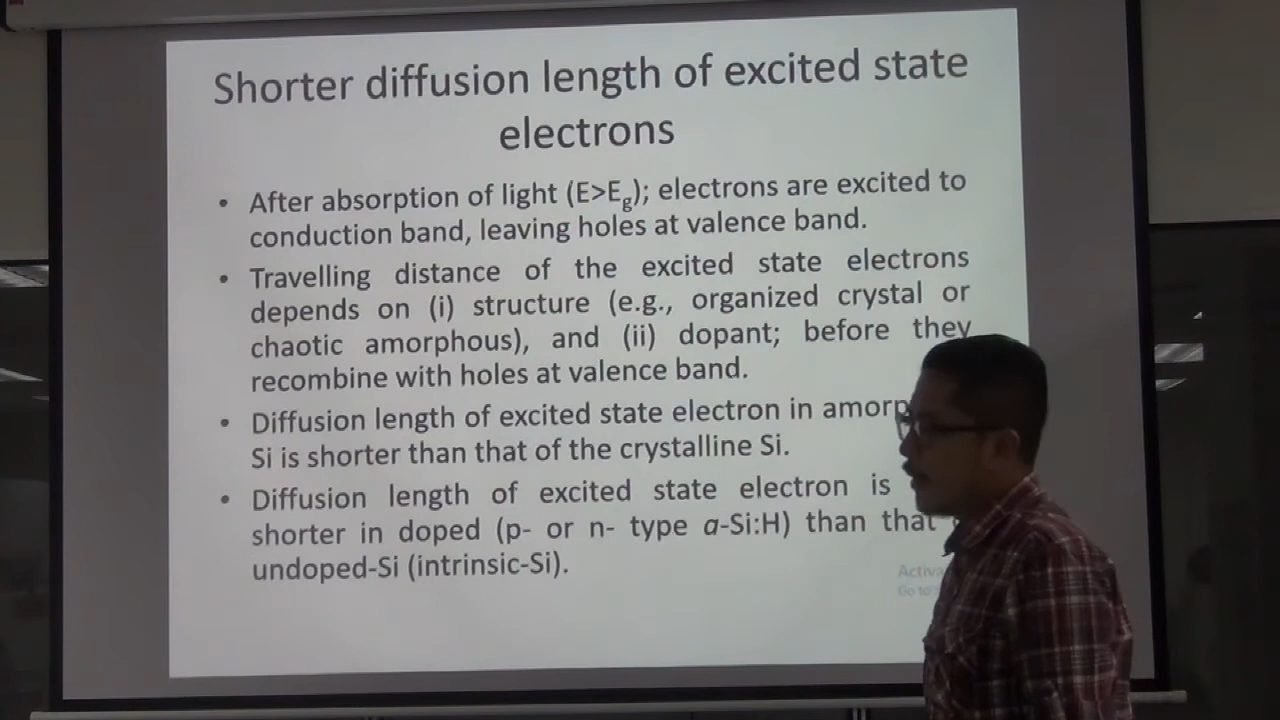 Shorter diffusion length of excited state
electrons
• After absorption of light (E>Eg); electrons are excited to
conduction band, leaving holes at valence band.
• Travelling distance of the excited state electrons
depends on (i) structure (e.g., organized crystal or
chaotic amorphous), and (ii) dopant; before they
recombine with holes at valence band.
• Diffusion length of excited state electron in
Si is shorter than that of the crystalline Si.
• Diffusion length of excited state electron is
shorter in doped (p- or n- type a-Si:H) than that
undoped-Si (intrinsic-Si).
Go to